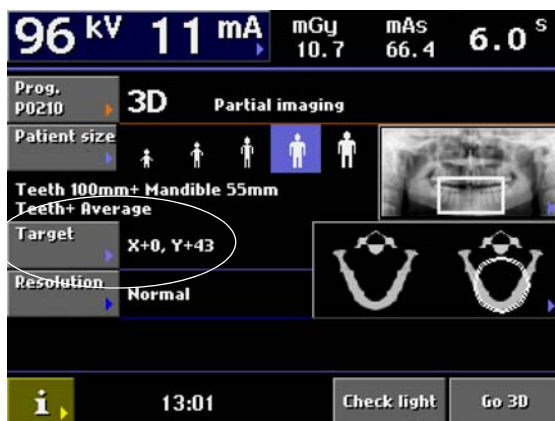 96 kV 11 mA mGy 10.7 mAs 66.4 6.0 s
Prog. P0210 3D Partial imaging
Patient size
Teeth 100mm+ Mandible 55mm
Teeth+ Average
Target X+0, Y+43
Resolution Normal
i 13:01 Check light Go 3D